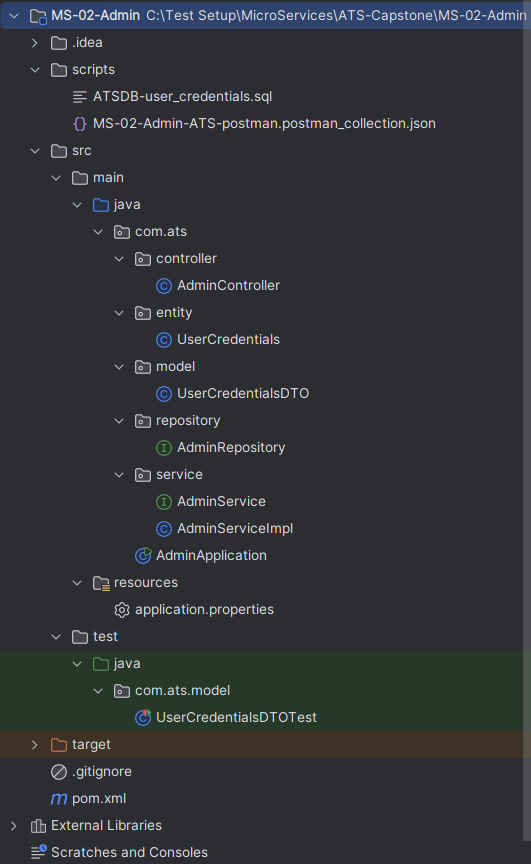 MS-02-Admin C:\Test Setup\MicroServices\ATS-Capstone\MS-02-Admin
.idea
scripts
ATSDB-user_credentials.sql
{} MS-02-Admin-ATS-postman.postman_collection.json
src
main
java
com.ats
controller
C AdminController
entity
C UserCredentials
model
C UserCredentialsDTO
repository
I AdminRepository
service
I AdminService
C AdminServiceImpl
C AdminApplication
resources
application.properties
test
java
com.ats.model
C UserCredentialsDTOTest
target
.gitignore
m pom.xml
External Libraries
Scratches and Consoles